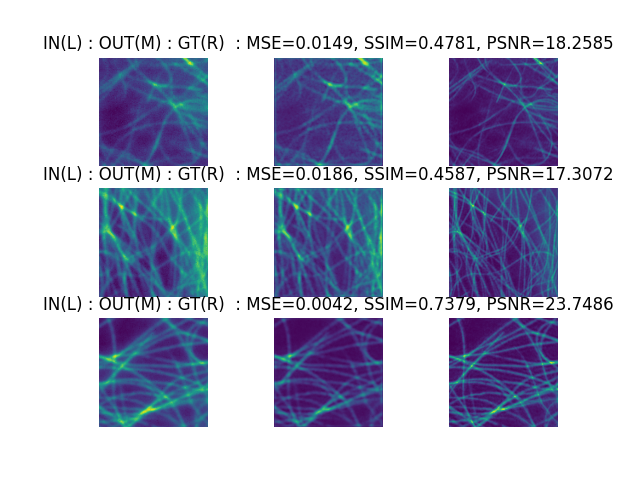 IN(L) : OUT(M) : GT(R)  : MSE=0.0149, SSIM=0.4781, PSNR=18.2585
IN(L) : OUT(M) : GT(R)  : MSE=0.0186, SSIM=0.4587, PSNR=17.3072
IN(L) : OUT(M) : GT(R)  : MSE=0.0042, SSIM=0.7379, PSNR=23.7486